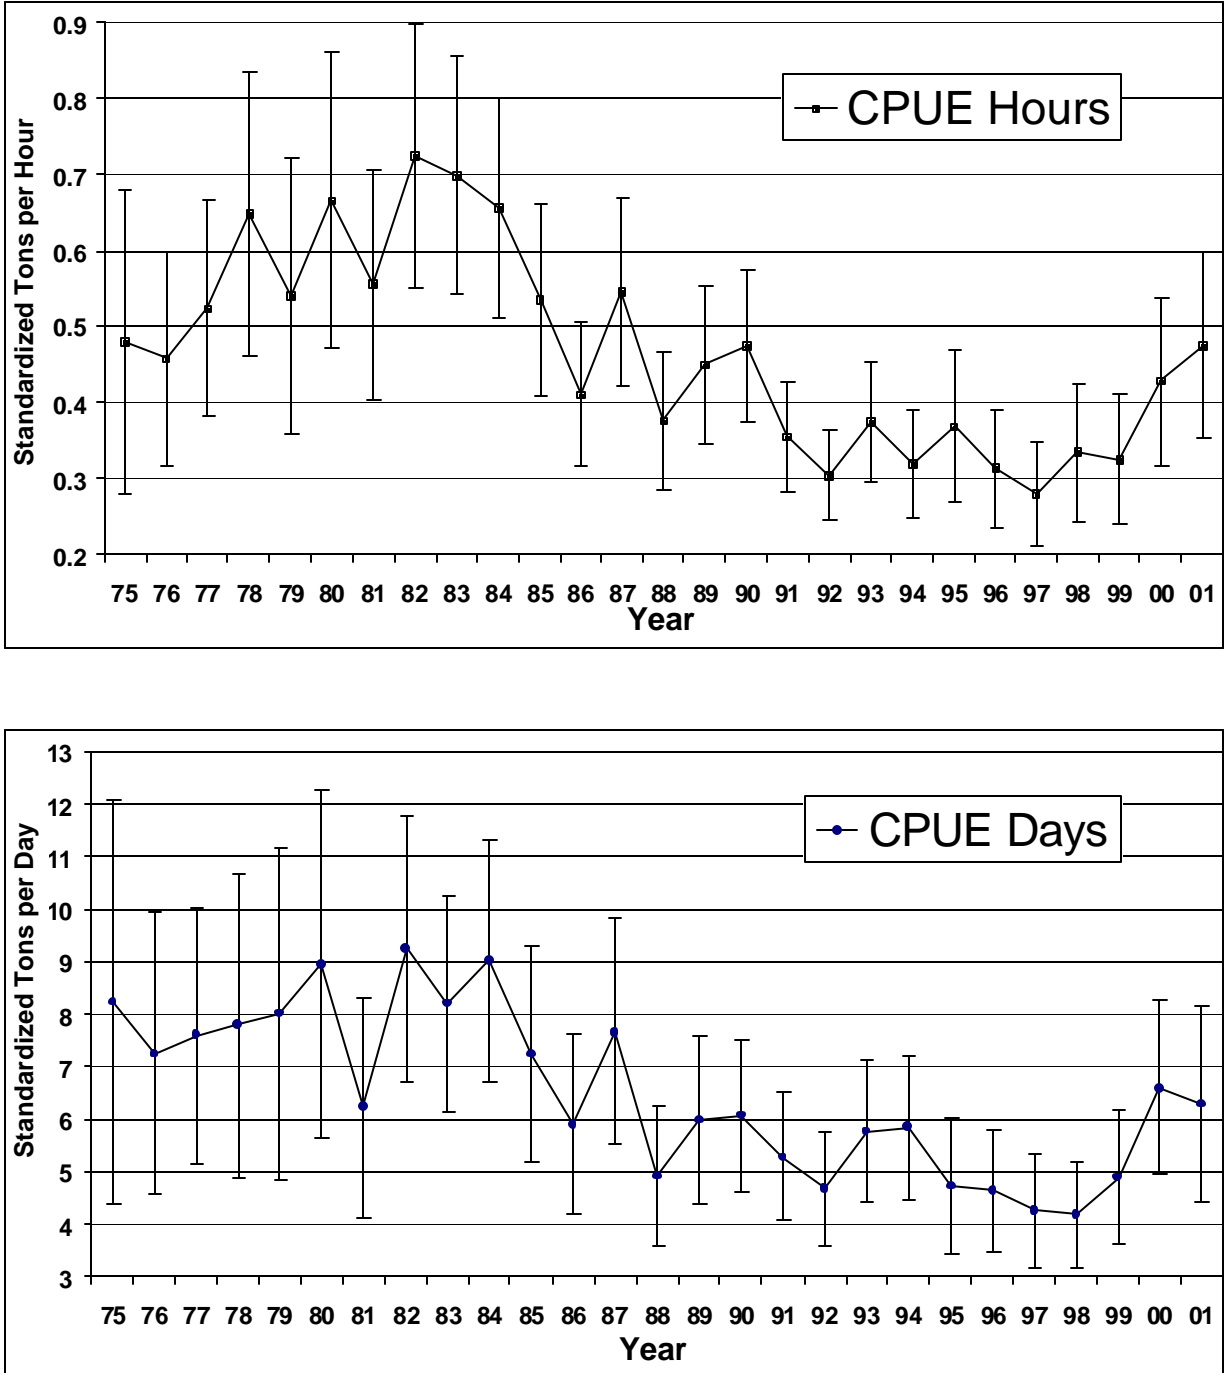 0.9
0.8
0.7
0.6
0.5
0.4
0.3
0.2
Standardized Tons per Hour
CPUE Hours
75 76 77 78 79 80 81 82 83 84 85 86 87 88 89 90 91 92 93 94 95 96 97 98 99 00 01
Year
13
12
11
10
9
8
7
6
5
4
3
Standardized Tons per Day
CPUE Days
75 76 77 78 79 80 81 82 83 84 85 86 87 88 89 90 91 92 93 94 95 96 97 98 99 00 01
Year